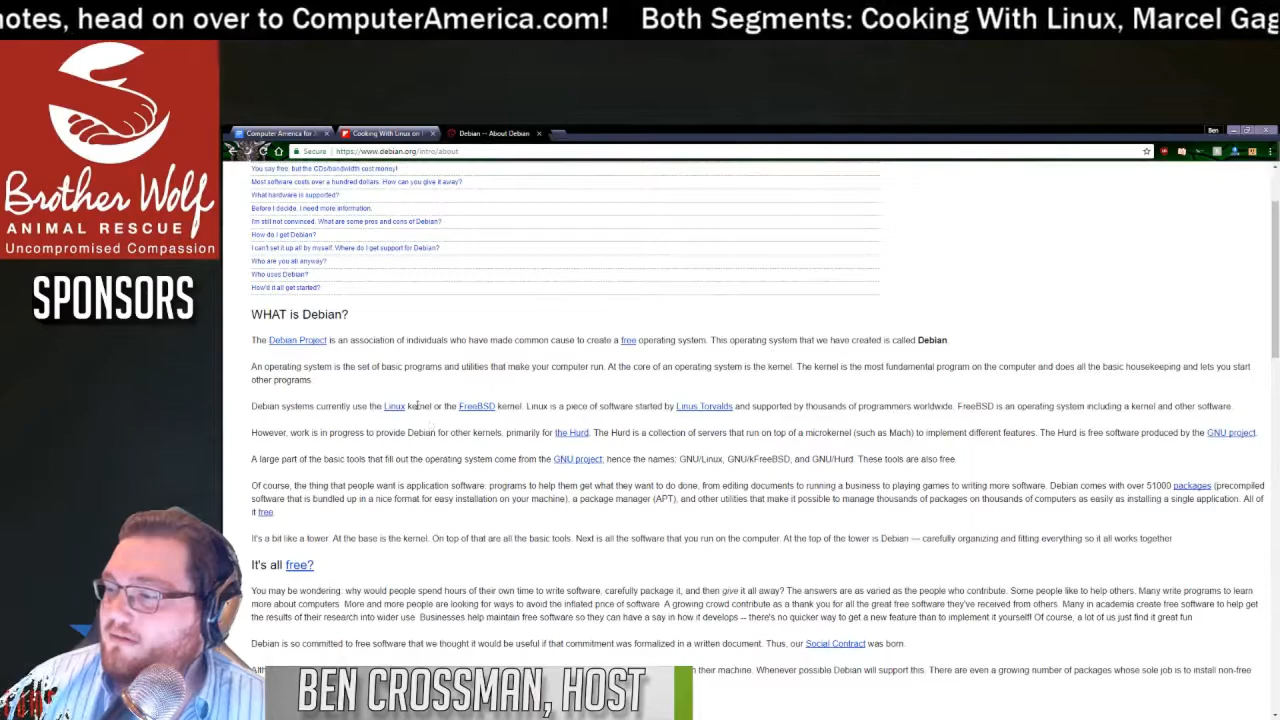 notes, head on over to ComputerAmerica.com! Both Segments: Cooking With Linux, Marcel Gag
Brother Wolf
ANIMAL RESCUE
Uncompromised Compassion
SPONSORS
Computer America for
Cooking With Linux on
Debian -- About Debian
Ben
Secure
https://www.debian.org/intro/about
You say free, but the CDs/bandwidth cost money!
Most software costs over a hundred dollars. How can you give it away?
What hardware is supported?
Before I decide, I need more information.
I'm still not convinced. What are some pros and cons of Debian?
How do I get Debian?
I can't set it up all by myself. Where do I get support for Debian?
Who are you all anyway?
Who uses Debian?
How'd it all get started?
WHAT is Debian?
The Debian Project is an association of individuals who have made common cause to create a free operating system. This operating system that we have created is called Debian.
An operating system is the set of basic programs and utilities that make your computer run. At the core of an operating system is the kernel. The kernel is the most fundamental program on the computer and does all the basic housekeeping and lets you start
other programs.
Debian systems currently use the Linux kernel or the FreeBSD kernel. Linux is a piece of software started by Linus Torvalds and supported by thousands of programmers worldwide. FreeBSD is an operating system including a kernel and other software.
However, work is in progress to provide Debian for other kernels, primarily for the Hurd. The Hurd is a collection of servers that run on top of a microkernel (such as Mach) to implement different features. The Hurd is free software produced by the GNU project.
A large part of the basic tools that fill out the operating system come from the GNU project; hence the names: GNU/Linux, GNU/kFreeBSD, and GNU/Hurd. These tools are also free.
Of course, the thing that people want is application software: programs to help them get what they want to do done, from editing documents to running a business to playing games to writing more software. Debian comes with over 51000 packages (precompiled
software that is bundled up in a nice format for easy installation on your machine), a package manager (APT), and other utilities that make it possible to manage thousands of packages on thousands of computers as easily as installing a single application. All of
it free.
It's a bit like a tower. At the base is the kernel. On top of that are all the basic tools. Next is all the software that you run on the computer. At the top of the tower is Debian — carefully organizing and fitting everything so it all works together.
It's all free?
You may be wondering: why would people spend hours of their own time to write software, carefully package it, and then give it all away? The answers are as varied as the people who contribute. Some people like to help others. Many write programs to learn
more about computers. More and more people are looking for ways to avoid the inflated price of software. A growing crowd contribute as a thank you for all the great free software they've received from others. Many in academia create free software to help get
the results of their research into wider use. Businesses help maintain free software so they can have a say in how it develops -- there's no quicker way to get a new feature than to implement it yourself! Of course, a lot of us just find it great fun.
Debian is so committed to free software that we thought it would be useful if that commitment was formalized in a written document. Thus, our Social Contract was born.
their machine. Whenever possible Debian will support this. There are even a growing number of packages whose sole job is to install non-free
BEN CROSSMAN, HOST